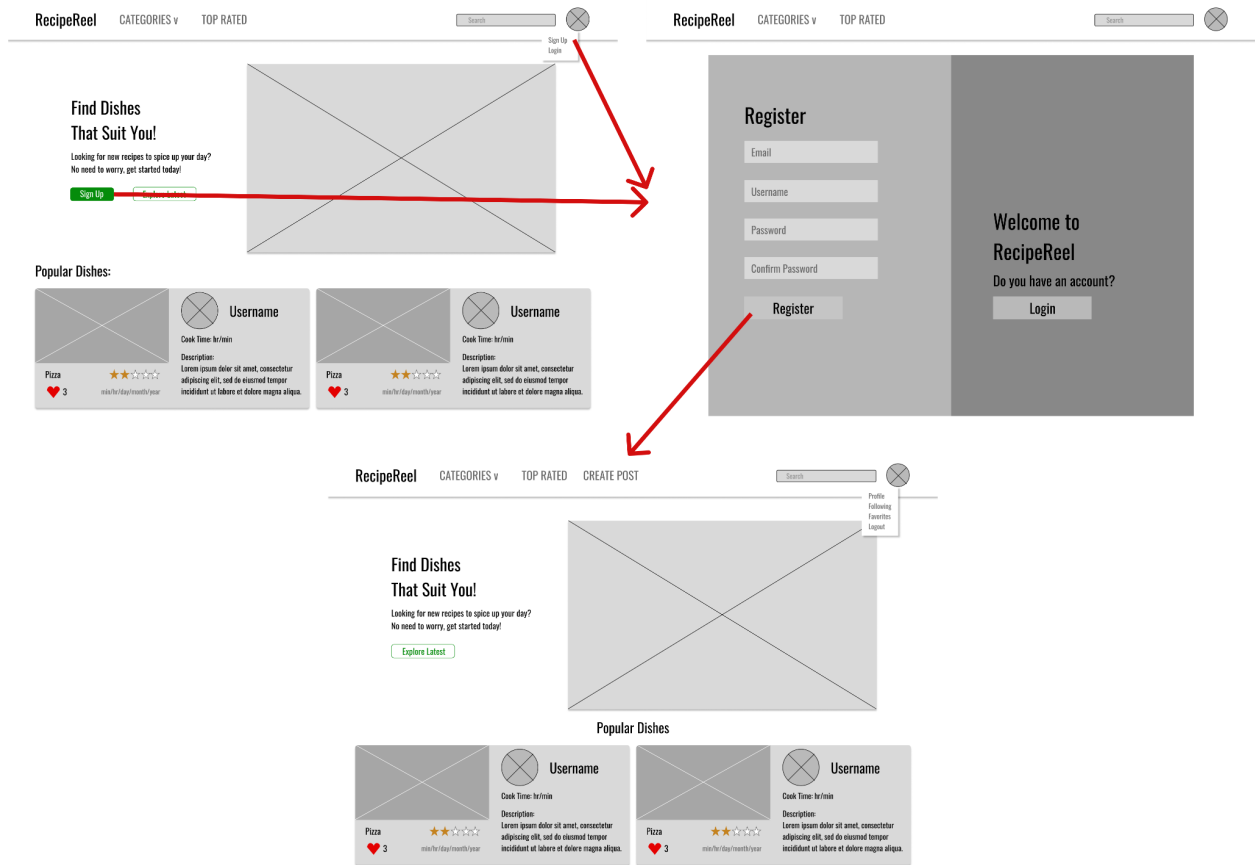 RecipeReel CATEGORIES ∨ TOP RATED Search
Sign Up
Login
Find Dishes
That Suit You!
Looking for new recipes to spice up your day?
No need to worry, get started today!
Sign Up Explore Latest
Popular Dishes:
Username
Cook Time: hr/min
Description:
Lorem ipsum dolor sit amet, consectetur
adipiscing elit, sed do eiusmod tempor
incididunt ut labore et dolore magna aliqua.
Pizza
3 min/hr/day/month/year
Username
Cook Time: hr/min
Description:
Lorem ipsum dolor sit amet, consectetur
adipiscing elit, sed do eiusmod tempor
incididunt ut labore et dolore magna aliqua.
Pizza
3 min/hr/day/month/year
RecipeReel CATEGORIES ∨ TOP RATED Search
Register
Email
Username
Password
Confirm Password
Register
Welcome to
RecipeReel
Do you have an account?
Login
RecipeReel CATEGORIES ∨ TOP RATED CREATE POST Search
Profile
Following
Favorites
Logout
Find Dishes
That Suit You!
Looking for new recipes to spice up your day?
No need to worry, get started today!
Explore Latest
Popular Dishes
Username
Cook Time: hr/min
Description:
Lorem ipsum dolor sit amet, consectetur
adipiscing elit, sed do eiusmod tempor
incididunt ut labore et dolore magna aliqua.
Pizza
3 min/hr/day/month/year
Username
Cook Time: hr/min
Description:
Lorem ipsum dolor sit amet, consectetur
adipiscing elit, sed do eiusmod tempor
incididunt ut labore et dolore magna aliqua.
Pizza
3 min/hr/day/month/year